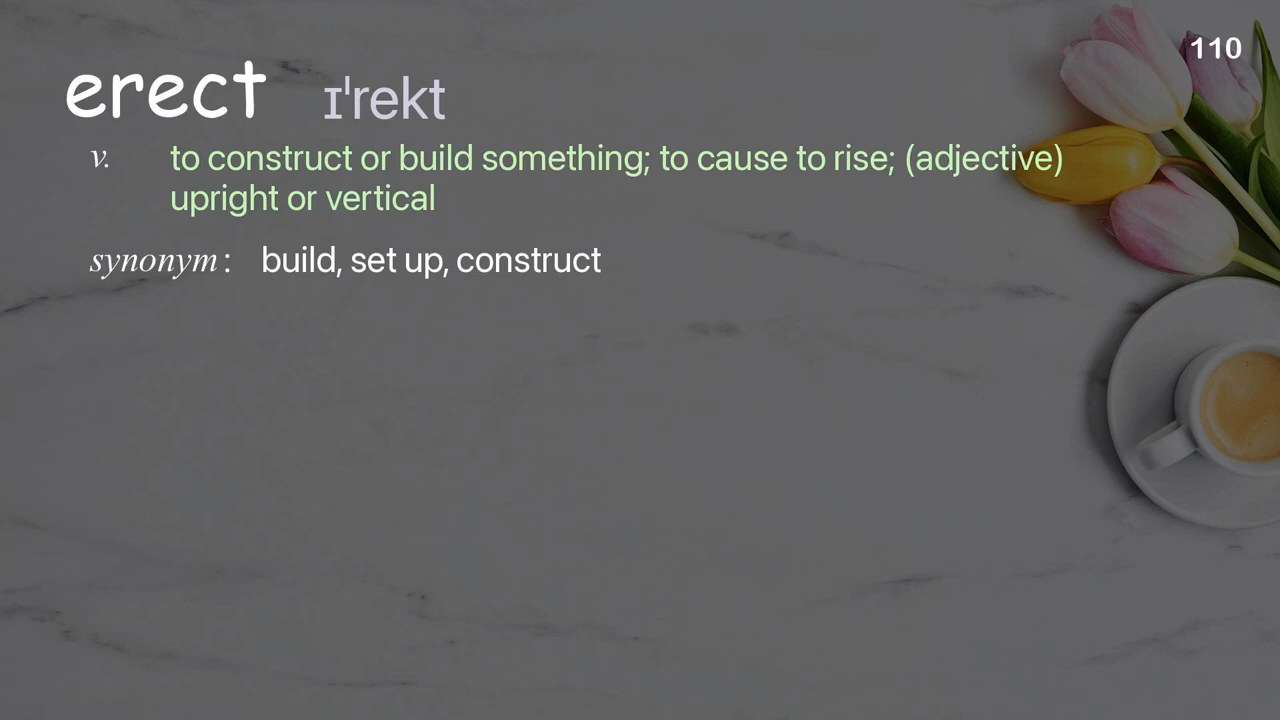 110
erect ɪˈrekt
v. to construct or build something; to cause to rise; (adjective)
upright or vertical
synonym : build, set up, construct